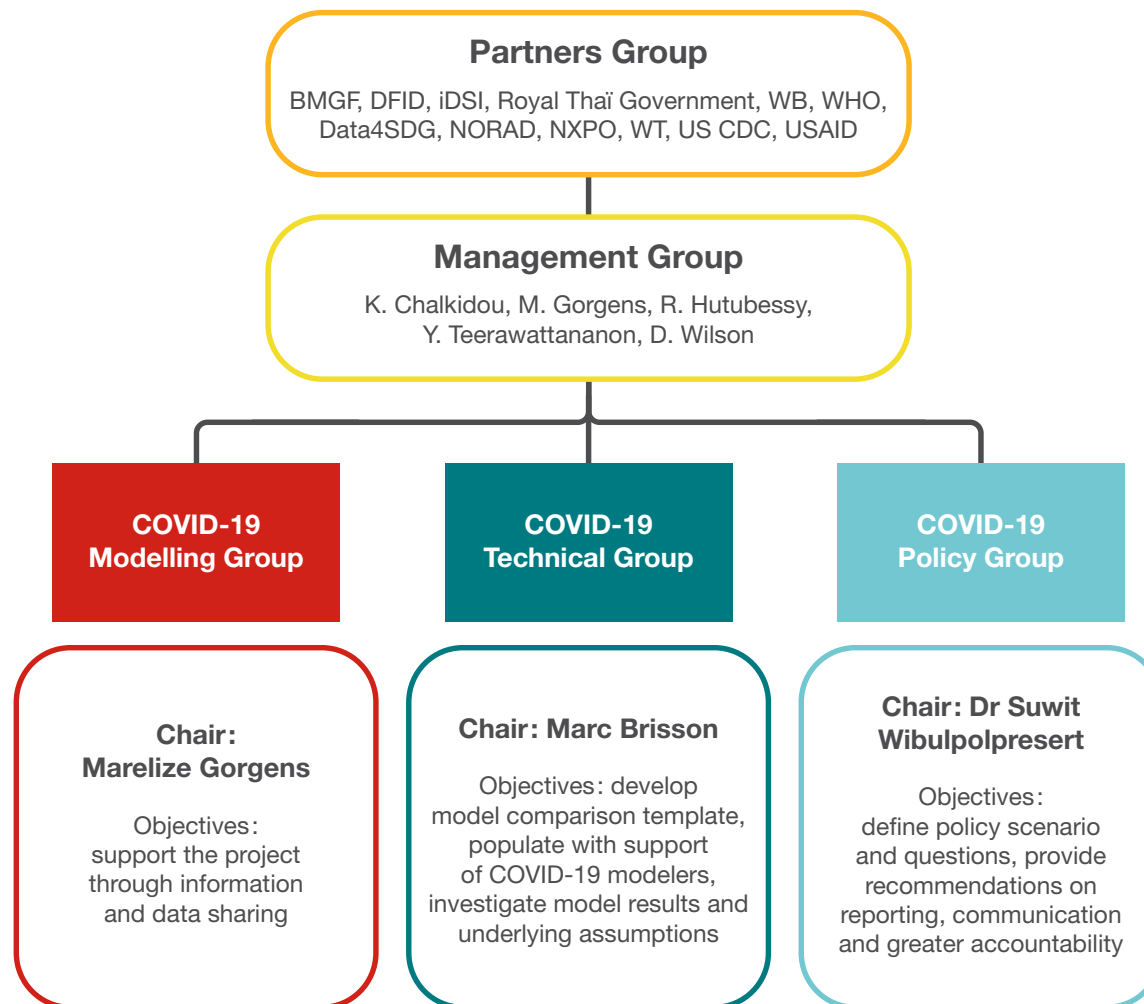 Partners Group
BMGF, DFID, iDSI, Royal Thaï Government, WB, WHO,
Data4SDG, NORAD, NXPO, WT, US CDC, USAID
Management Group
K. Chalkidou, M. Gorgens, R. Hutubessy,
Y. Teerawattananon, D. Wilson
COVID-19
Modelling Group
COVID-19
Technical Group
COVID-19
Policy Group
Chair:
Marelize Gorgens
Objectives:
support the project
through information
and data sharing
Chair: Marc Brisson
Objectives: develop
model comparison template,
populate with support
of COVID-19 modelers,
investigate model results and
underlying assumptions
Chair: Dr Suwit
Wibulpolpresert
Objectives:
define policy scenario
and questions, provide
recommendations on
reporting, communication
and greater accountability